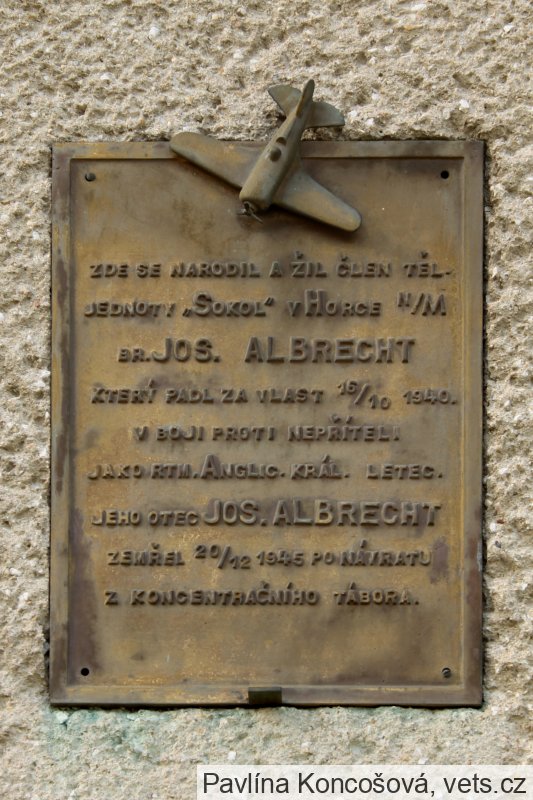 ZDE SE NARODIL A ŽIL ČLEN TĚL-
JEDNOTY „SOKOL" V HORCE N/M
BR. JOS. ALBRECHT
KTERÝ PADL ZA VLAST 16/10 1940.
V BOJI PROTI NEPŘÍTELI
JAKO RTM. ANGLIC. KRÁL. LETEC.
JEHO OTEC JOS. ALBRECHT
ZEMŘEL 20/12 1945 PO NÁVRATU
Z KONCENTRAČNÍHO TÁBORA.
Pavlína Koncošová, vets.cz